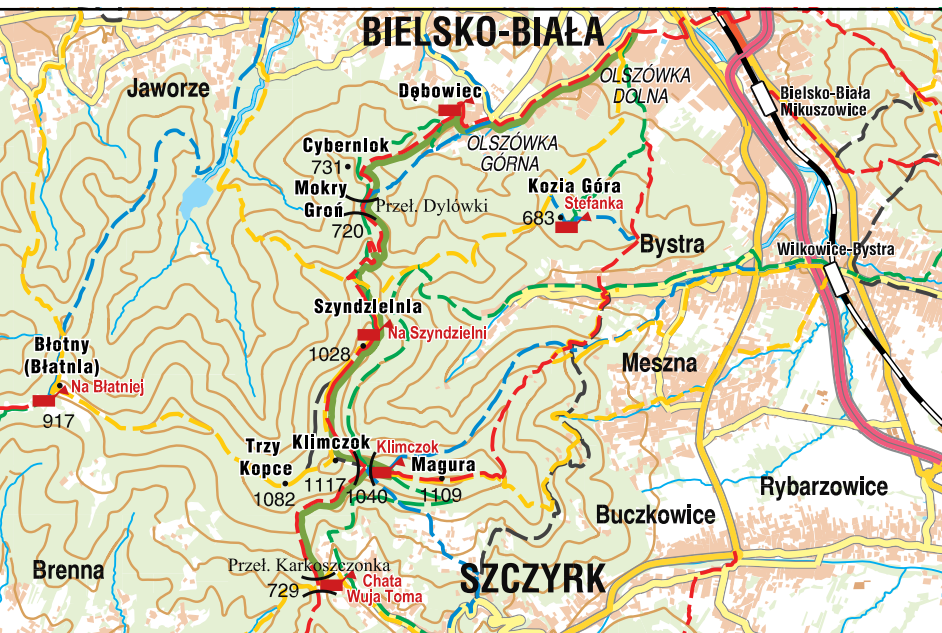 BIELSKO-BIAŁA
Jaworze
Dębowiec
OLSZÓWKA
DOLNA
Bielsko-Biała
Mikuszowice
Cybernlok
731
OLSZÓWKA
GÓRNA
Mokry
Groń
720
Przeł. Dylówki
Kozia Góra
Stefanka
683
Bystra
Wilkowice-Bystra
Szyndzlelnla
Na Szyndzielni
1028
Błotny
(Błatnla)
Na Błatniej
917
Meszna
Trzy
Kopce
1082
Klimczok
1117
1040
Klimczok
Magura
1109
Rybarzowice
Buczkowice
Brenna
Przeł. Karkoszczonka
729
Chata
Wuja Toma
SZCZYRK